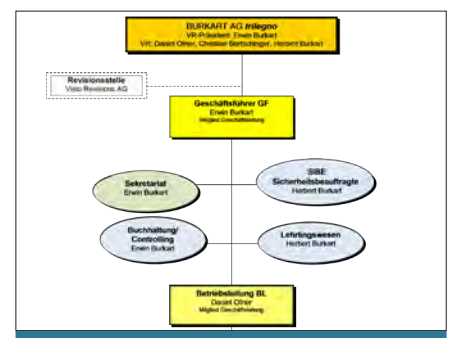 BURKART AG trilegno
VR-Präsident: Erwin Burkart
VR: Daniel Ofner, Christian Bertschinger, Herbert Burkart
Revisionsstelle
Visio Revisions AG
Geschäftsführer GF
Erwin Burkart
Mitglied Geschäftsleitung
Sekretariat
Erwin Burkart
SIBE
Sicherheitsbeauftragte
Herbert Burkart
Buchhaltung/
Controlling
Erwin Burkart
Lehrlingswesen
Herbert Burkart
Betriebsleitung BL
Daniel Ofner
Mitglied Geschäftsleitung